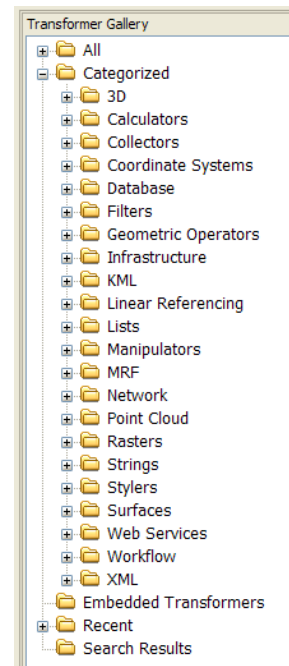 Transformer Gallery
All
Categorized
3D
Calculators
Collectors
Coordinate Systems
Database
Filters
Geometric Operators
Infrastructure
KML
Linear Referencing
Lists
Manipulators
MRF
Network
Point Cloud
Rasters
Strings
Stylers
Surfaces
Web Services
Workflow
XML
Embedded Transformers
Recent
Search Results